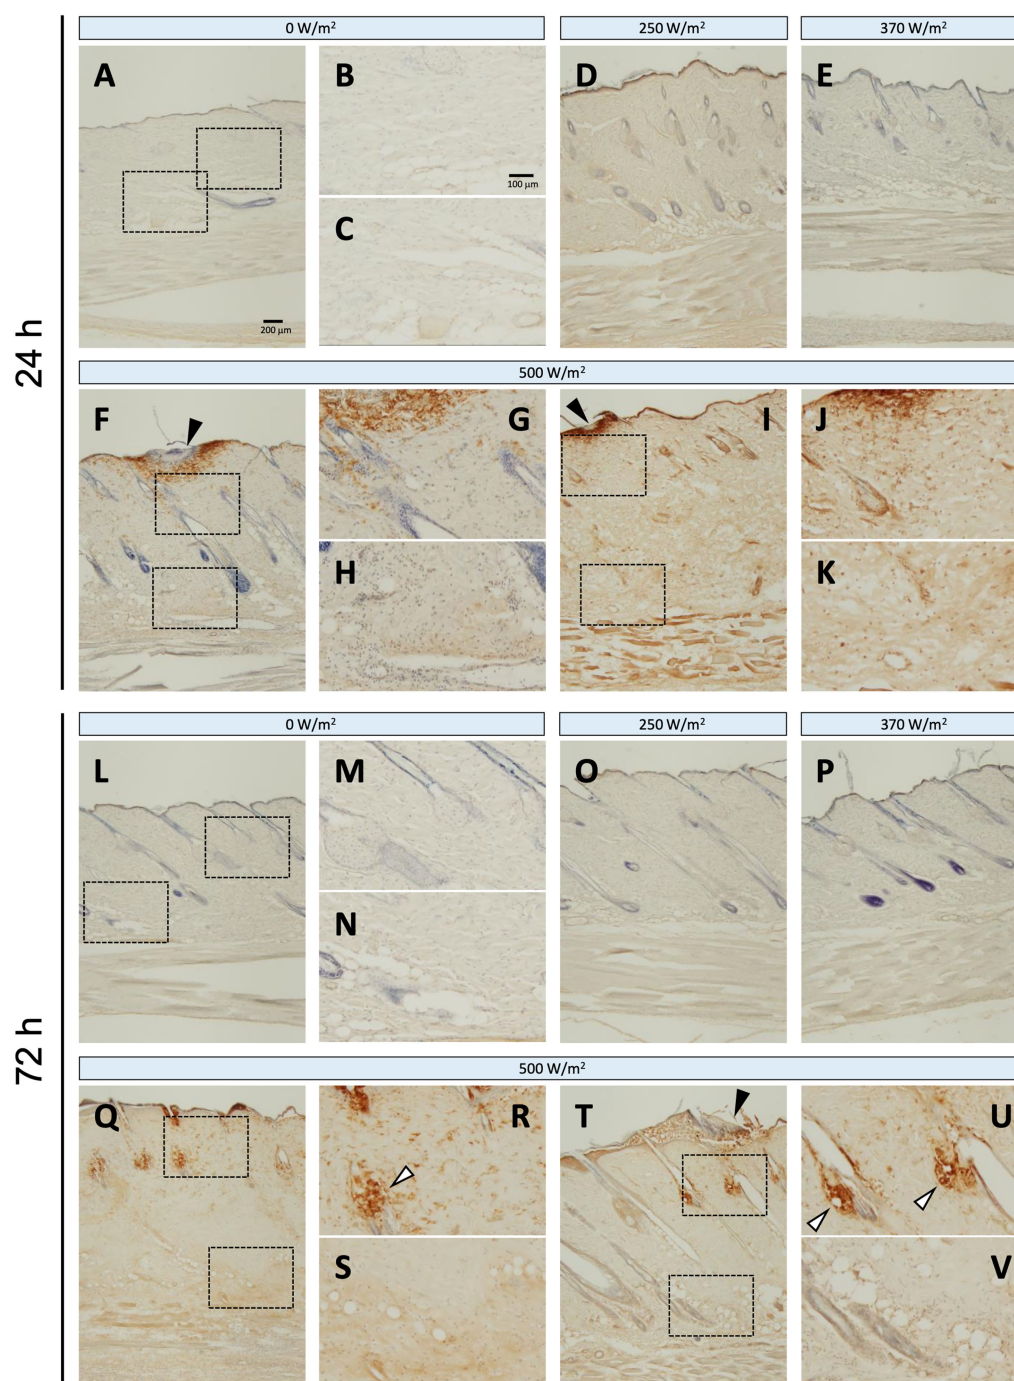 0 W/m²
250 W/m²
370 W/m²
A
B
D
E
100 μm
C
200 μm
24 h
500 W/m²
F
G
I
J
H
K
0 W/m²
250 W/m²
370 W/m²
L
M
O
P
N
72 h
500 W/m²
Q
R
T
U
S
V